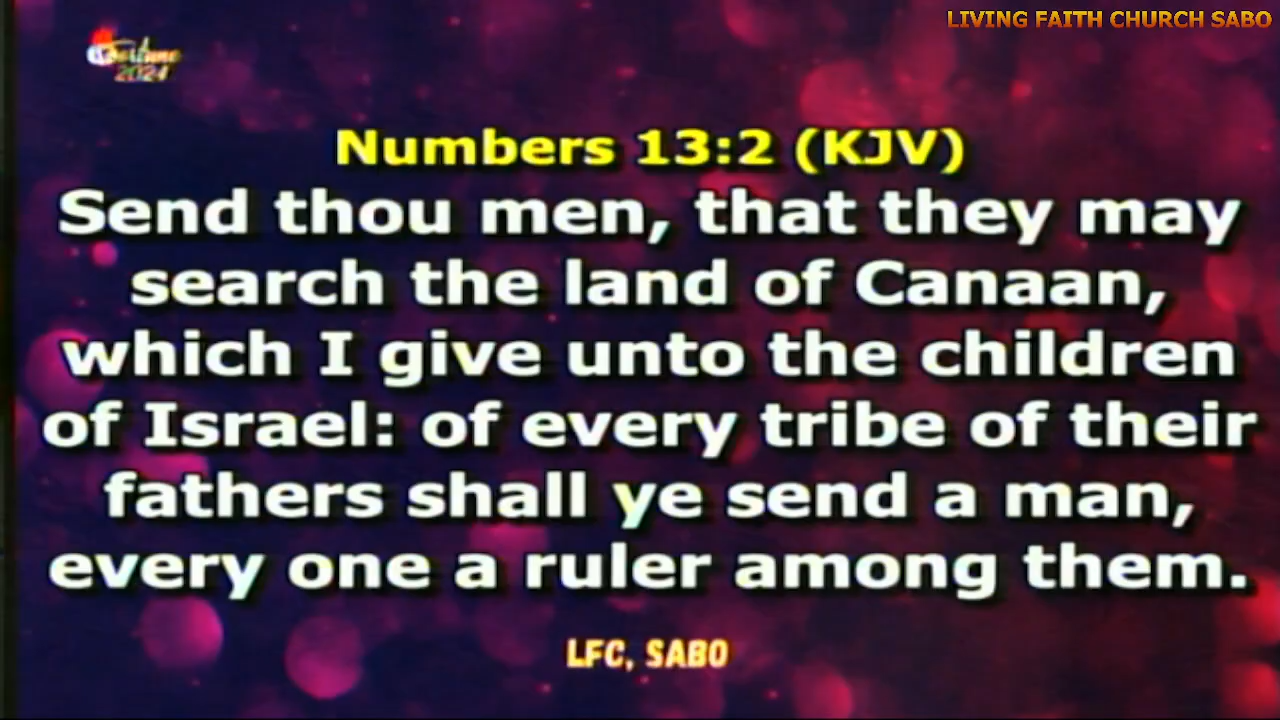 LIVING FAITH CHURCH SABO
2024
Numbers 13:2 (KJV)
Send thou men, that they may
search the land of Canaan,
which I give unto the children
of Israel: of every tribe of their
fathers shall ye send a man,
every one a ruler among them.
LFC, SABO